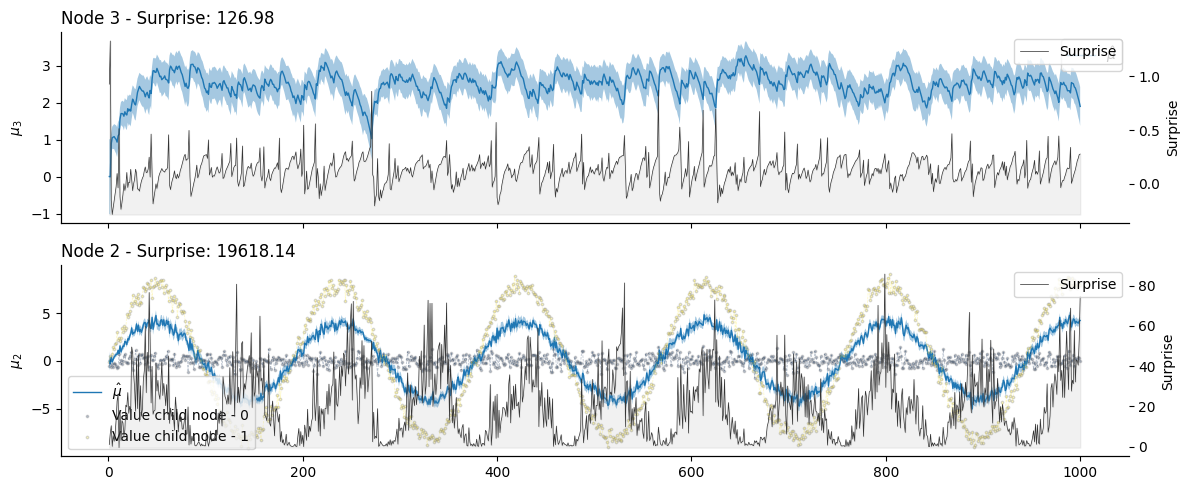 Node 3 - Surprise: 126.98
Surprise
μ̂
3
2
1
0
−1
μ3
1.0
0.5
0.0
Surprise
Node 2 - Surprise: 19618.14
Surprise
5
0
−5
μ2
80
60
40
20
0
Surprise
μ̂
Value child node - 0
Value child node - 1
0
200
400
600
800
1000